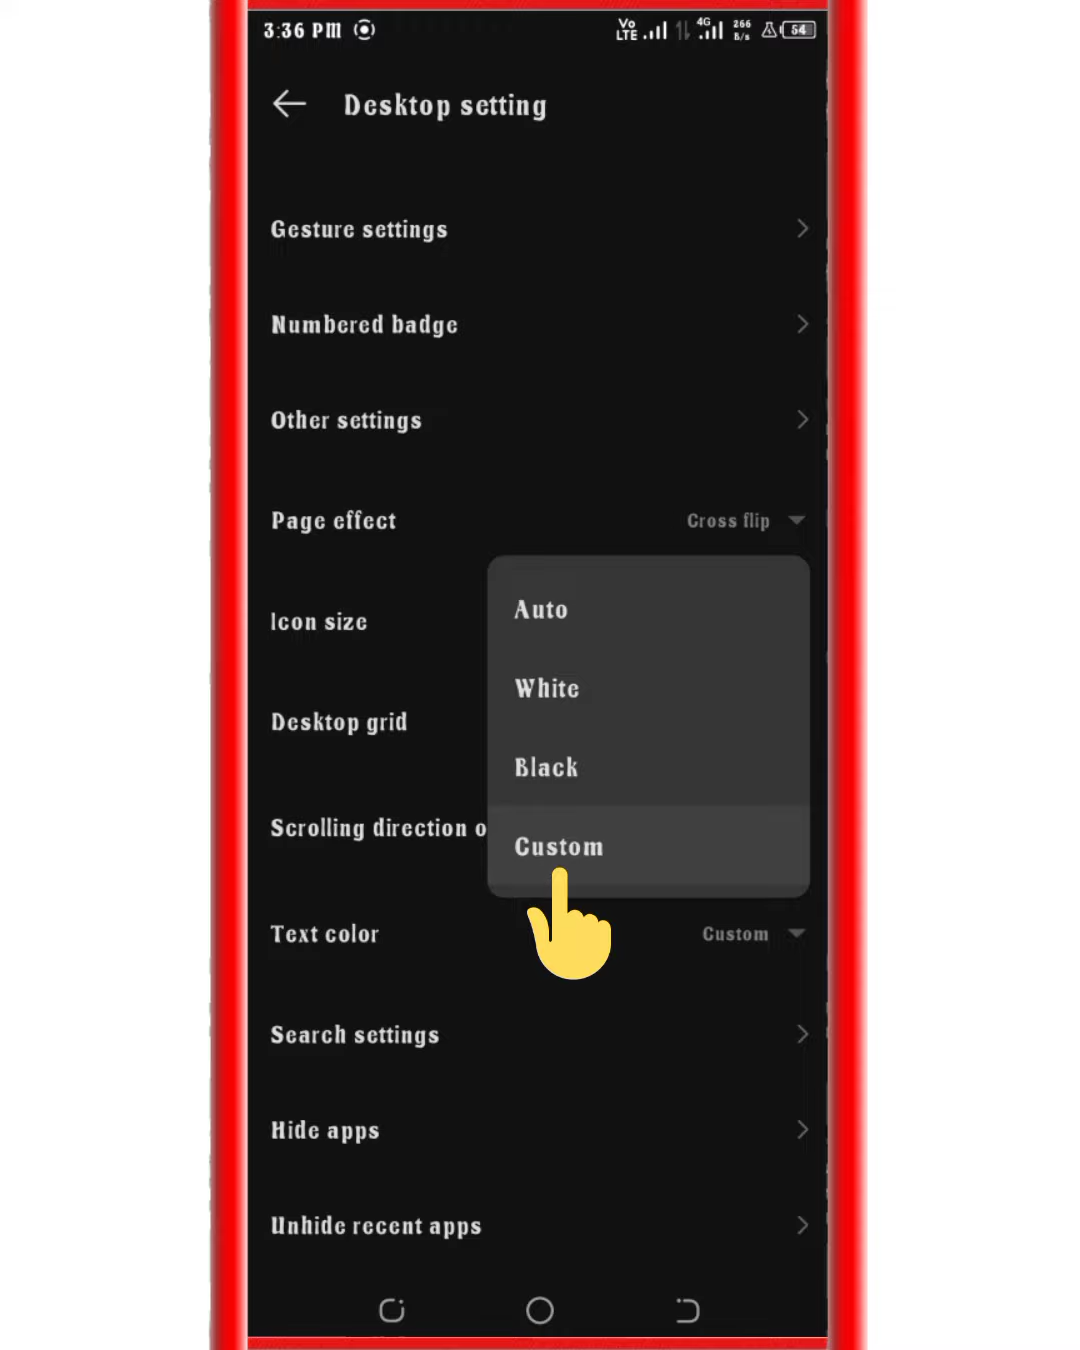 3:36 PM Vo LTE 4G 266 B/s 54
Desktop setting
Gesture settings
Numbered badge
Other settings
Page effect Cross flip
Auto
Icon size
White
Desktop grid
Black
Scrolling direction o
Custom
Text color Custom
Search settings
Hide apps
Unhide recent apps